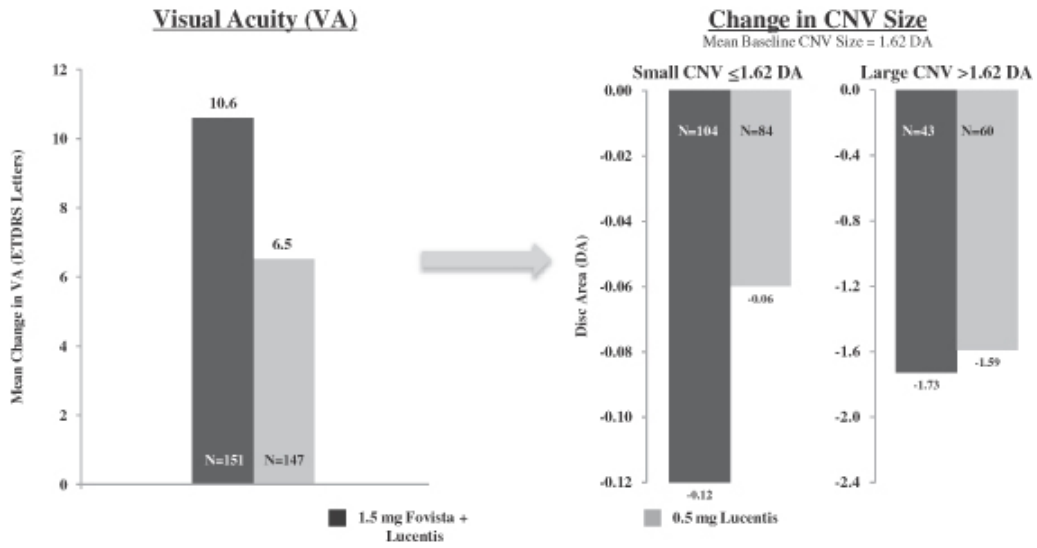 Visual Acuity (VA)
Mean Change in VA (ETDRS Letters)
12
10
8
6
4
2
0
10.6
6.5
N=151
N=147
Change in CNV Size
Mean Baseline CNV Size = 1.62 DA
Small CNV ≤1.62 DA
Disc Area (DA)
0.00
-0.02
-0.04
-0.06
-0.08
-0.10
-0.12
N=104
N=84
-0.06
-0.12
Large CNV >1.62 DA
0.0
-0.4
-0.8
-1.2
-1.6
-2.0
-2.4
N=43
N=60
-1.73
-1.59
1.5 mg Fovista +
Lucentis
0.5 mg Lucentis